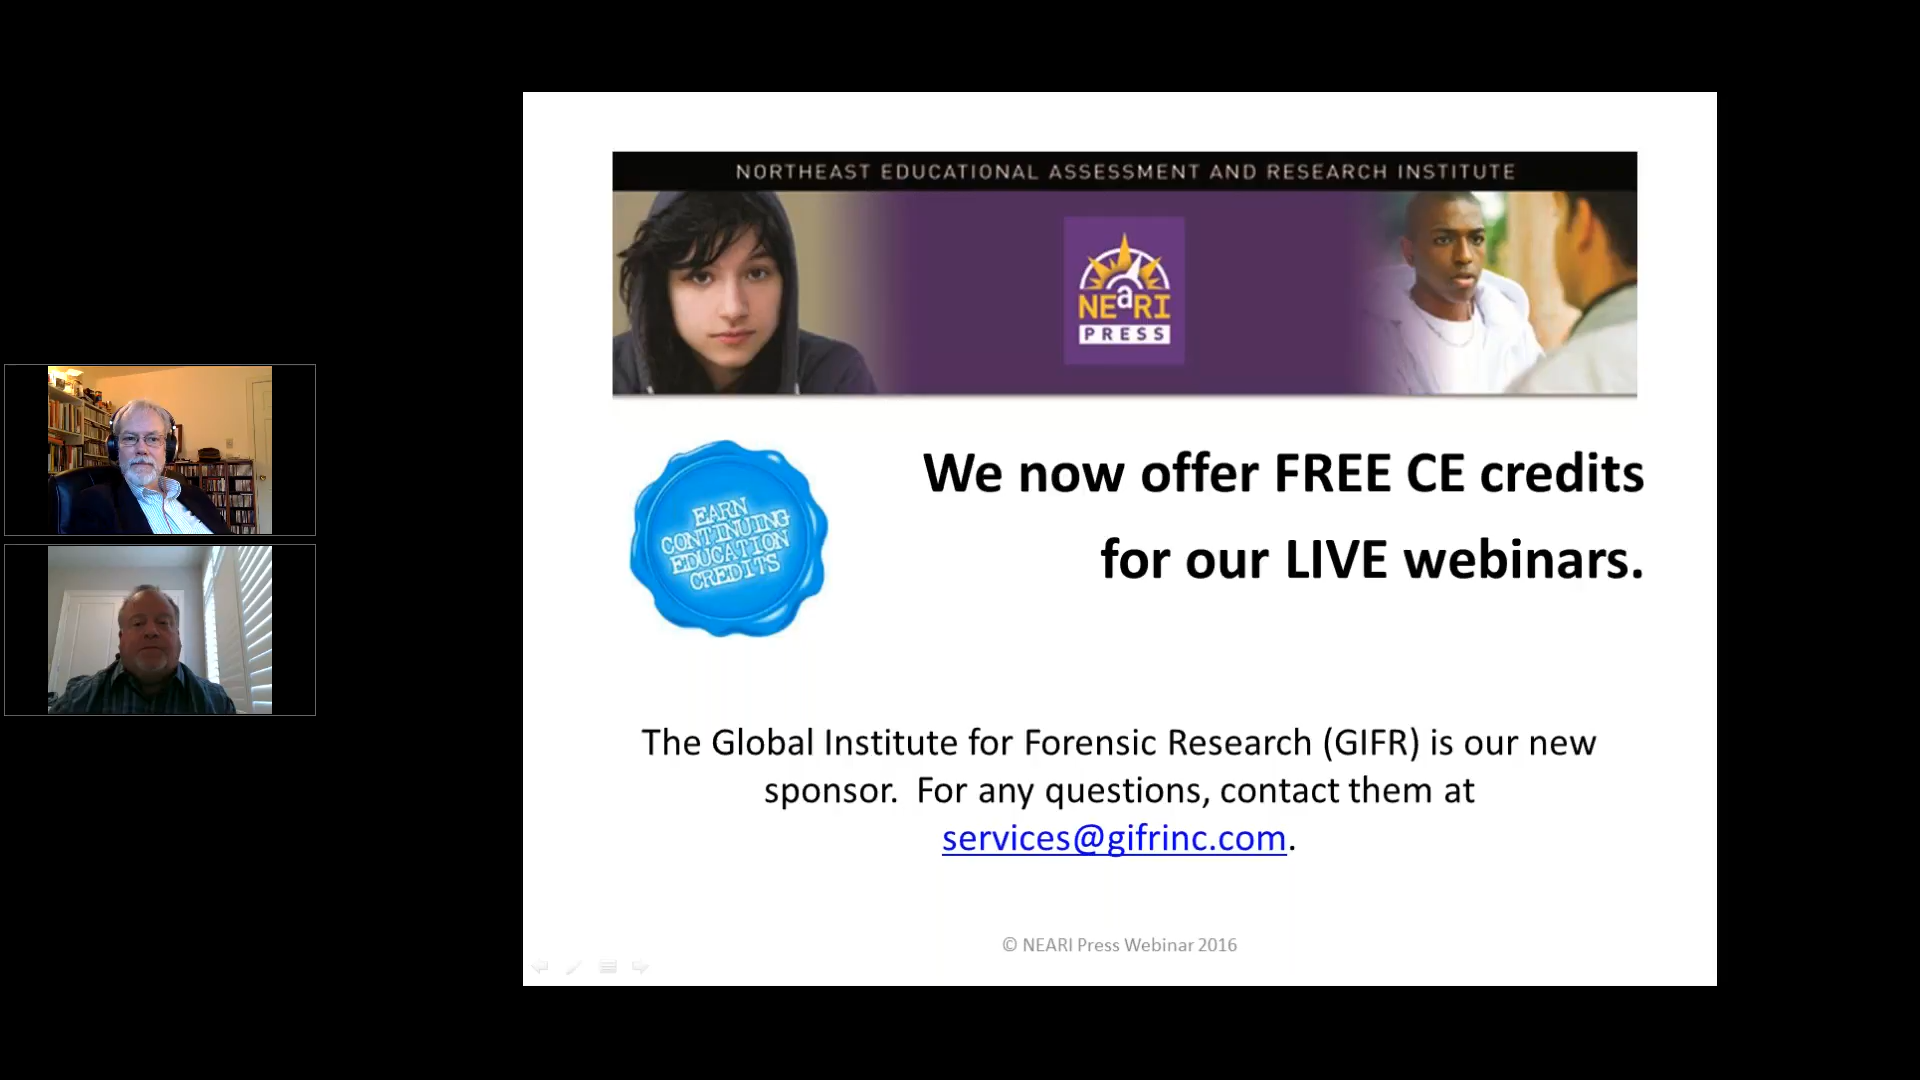 NORTHEAST EDUCATIONAL ASSESSMENT AND RESEARCH INSTITUTE
NEaRI
PRESS
We now offer FREE CE credits
for our LIVE webinars.
EARN
CONTINUING
EDUCATION
CREDITS
The Global Institute for Forensic Research (GIFR) is our new
sponsor.  For any questions, contact them at
services@gifrinc.com.
© NEARI Press Webinar 2016